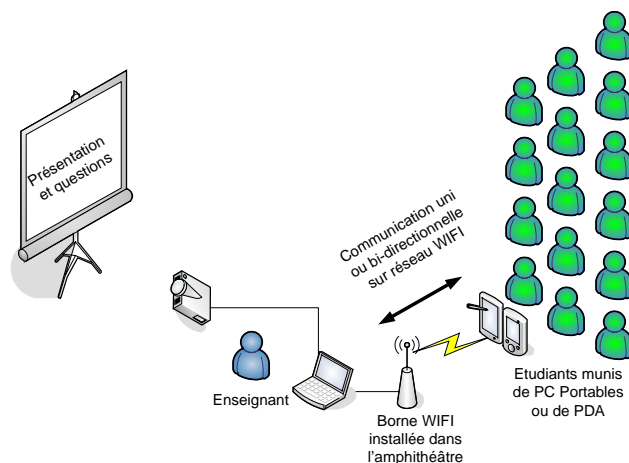 Présentation
et questions
Communication uni
ou bi-directionnelle
sur réseau WIFI
Enseignant
Borne WIFI
installée dans
l'amphithéâtre
Etudiants munis
de PC Portables
ou de PDA